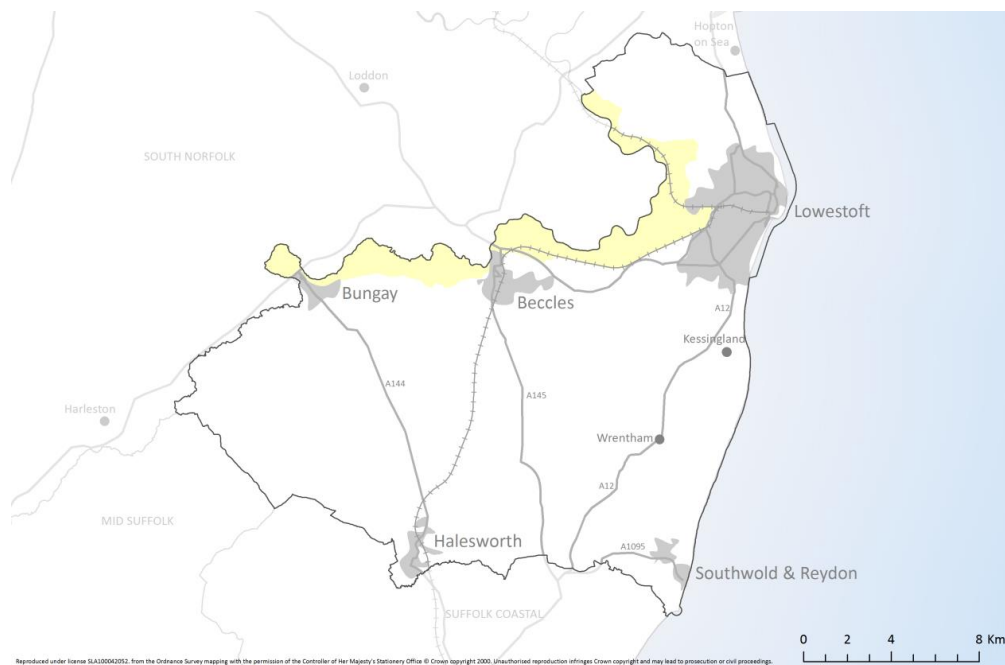 Hopton
on Sea
Loddon
SOUTH NORFOLK
Lowestoft
Bungay
Beccles
A12
Kessingland
A144
A145
Harleston
Wrentham
A12
MID SUFFOLK
Halesworth
A1095
Southwold & Reydon
SUFFOLK COASTAL
0 2 4 8 Km
Reproduced under license SLA100042052. from the Ordnance Survey mapping with the permission of the Controller of Her Majesty's Stationery Office © Crown copyright 2000. Unauthorised reproduction infringes Crown copyright and may lead to prosecution or civil proceedings.